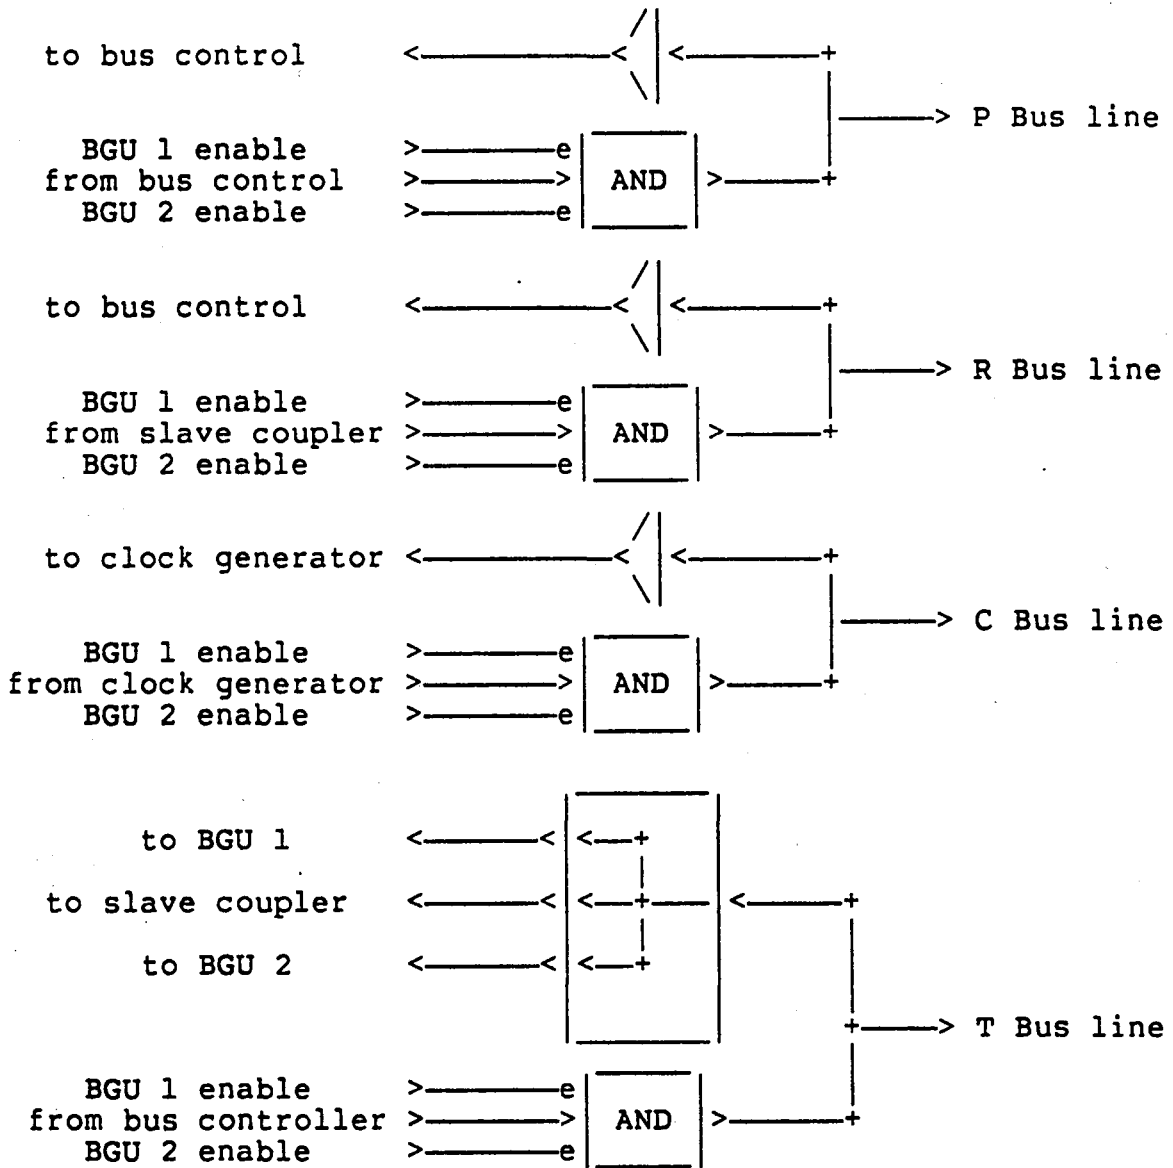 to bus control
P Bus line
BGU 1 enable
from bus control
AND
BGU 2 enable
to bus control
R Bus line
BGU 1 enable
from slave coupler
AND
BGU 2 enable
to clock generator
C Bus line
BGU 1 enable
from clock generator
AND
BGU 2 enable
to BGU 1
to slave coupler
to BGU 2
T Bus line
BGU 1 enable
from bus controller
AND
BGU 2 enable